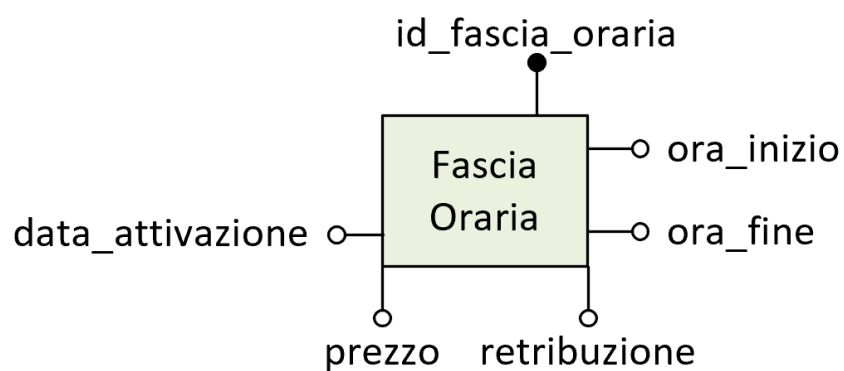 id_fascia_oraria
Fascia
Oraria
ora_inizio
data_attivazione
ora_fine
prezzo
retribuzione